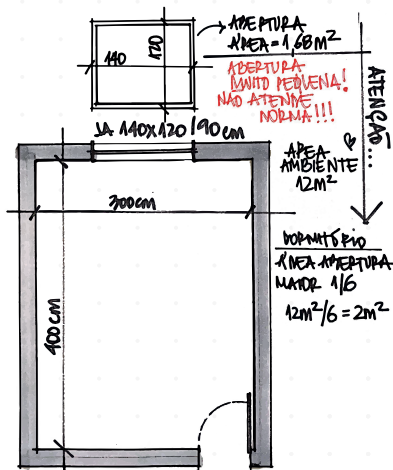 ABERTURA
ÁREA = 1,68m²
140
120
ABERTURA
MUITO PEQUENA!
NÃO ATENDE
NORMA!!!
ATENÇÃO...
JA 140X120/90cm
ÁREA
AMBIENTE
12m²
300cm
400cm
DORMITÓRIO
ÁREA ABERTURA
MAIOR 1/6
12m²/6 = 2m²